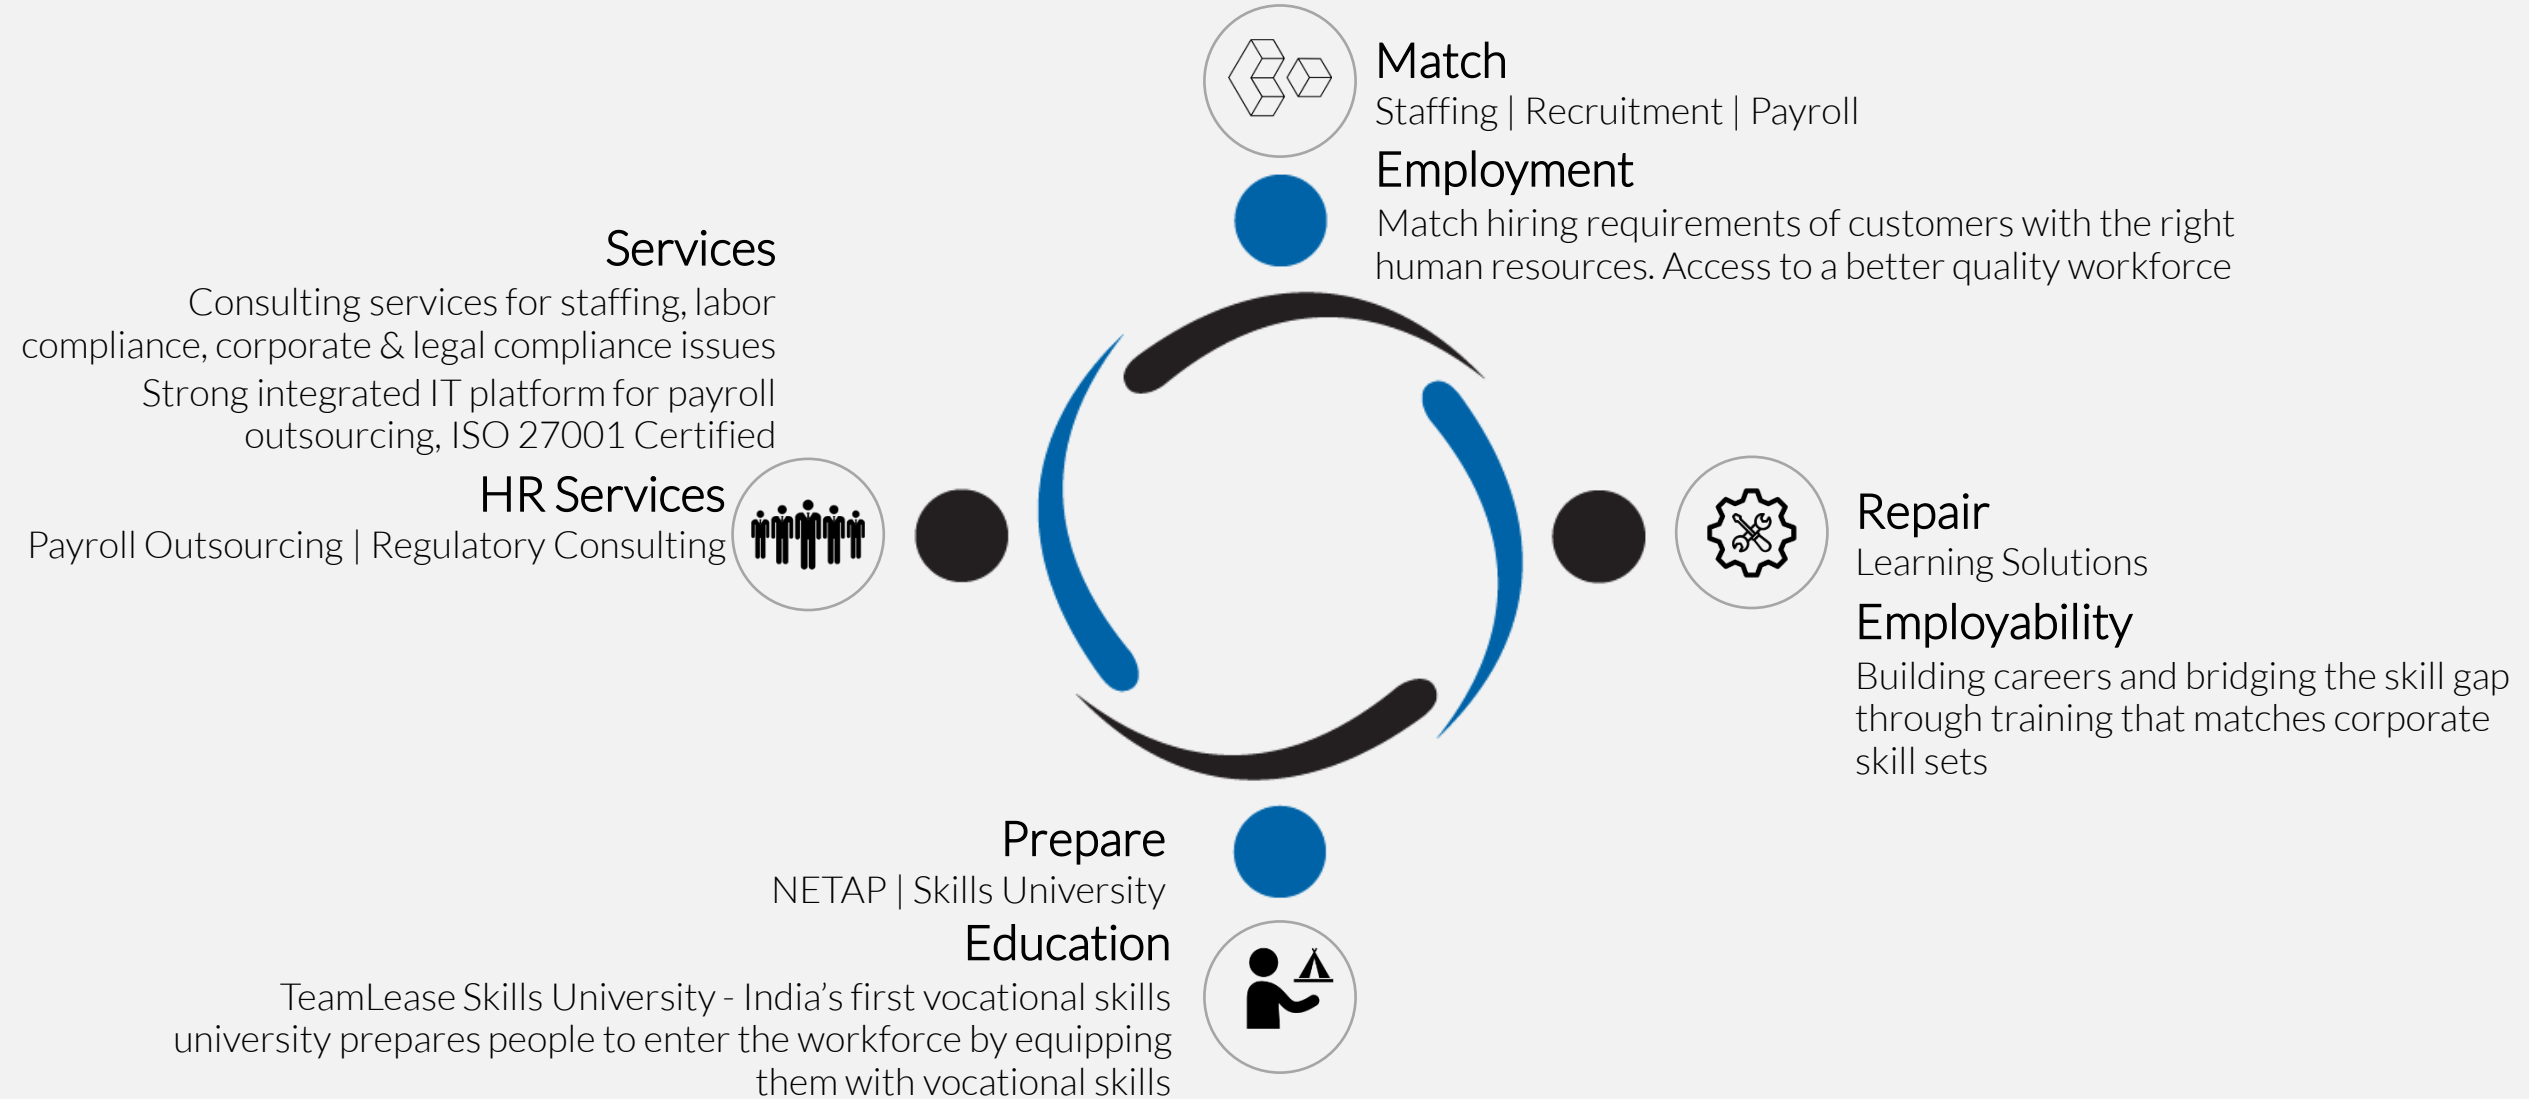 Match
Staffing | Recruitment | Payroll
Employment
Match hiring requirements of customers with the right
human resources. Access to a better quality workforce
Services
Consulting services for staffing, labor
compliance, corporate & legal compliance issues
Strong integrated IT platform for payroll
outsourcing, ISO 27001 Certified
HR Services
Payroll Outsourcing | Regulatory Consulting
Repair
Learning Solutions
Employability
Building careers and bridging the skill gap
through training that matches corporate
skill sets
Prepare
NETAP | Skills University
Education
TeamLease Skills University - India’s first vocational skills
university prepares people to enter the workforce by equipping
them with vocational skills